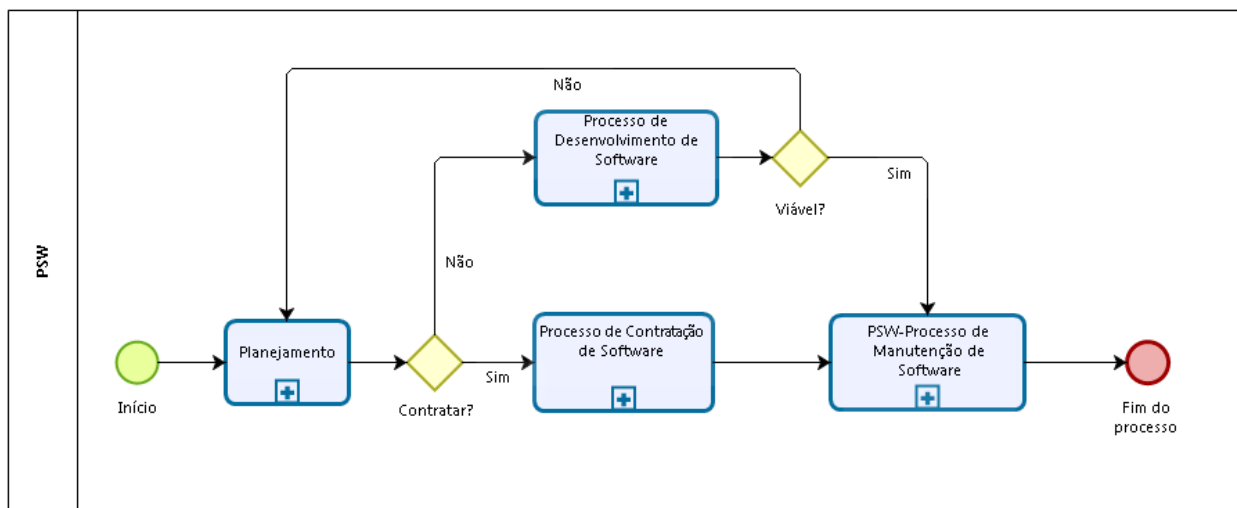 PSW
Não
Processo de
Desenvolvimento de
Software
Sim
Viável?
Não
Planejamento
Processo de Contratação
de Software
PSW-Processo de
Manutenção de
Software
Sim
Início
Contratar?
Fim do
processo